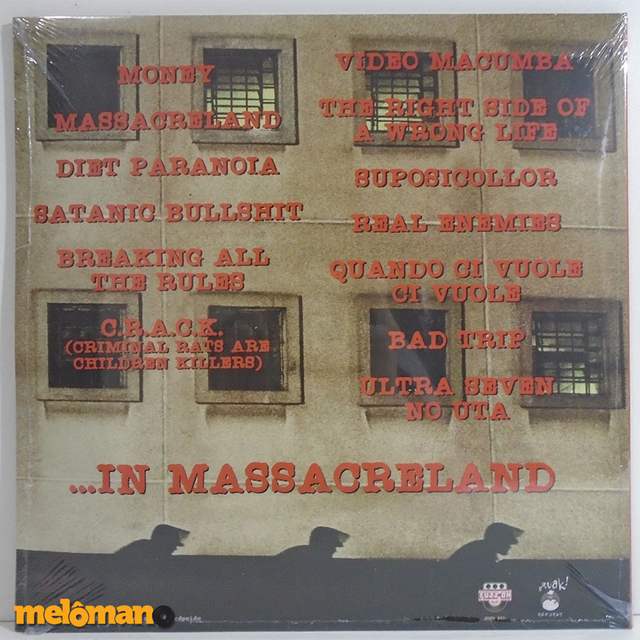 MONEY
MASSACRELAND
DIET PARANOIA
SATANIC BULLSHIT
BREAKING ALL
THE RULES
C.R.A.C.K.
(CRIMINAL RATS ARE
CHILDREN KILLERS)
VIDEO MACUMBA
THE RIGHT SIDE OF
A WRONG LIFE
SUPOSICOLLOR
REAL ENEMIES
QUANDO CI VUOLE
CI VUOLE
BAD TRIP
ULTRA SEVEN
NO UTA
...IN MASSACRELAND
melōmano